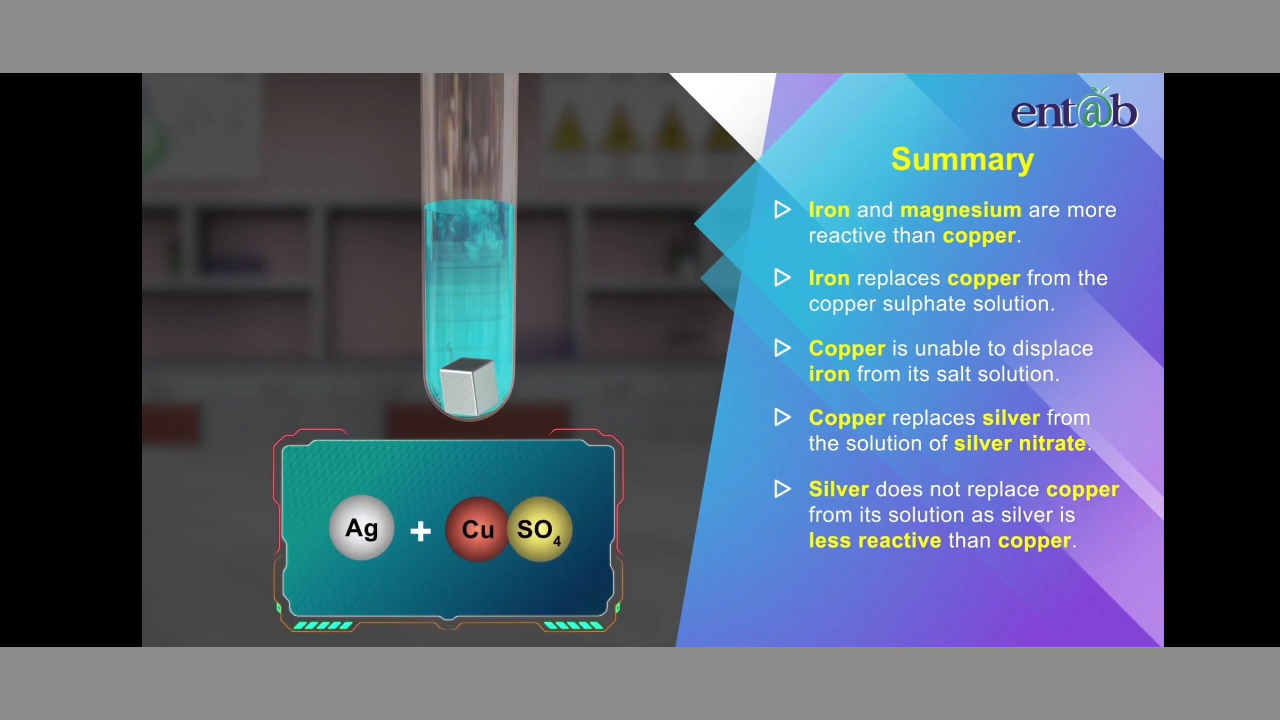 ent@b
Summary
Iron and magnesium are more
reactive than copper.
Iron replaces copper from the
copper sulphate solution.
Copper is unable to displace
iron from its salt solution.
Copper replaces silver from
the solution of silver nitrate.
Silver does not replace copper
from its solution as silver is
less reactive than copper.
Ag + Cu SO4